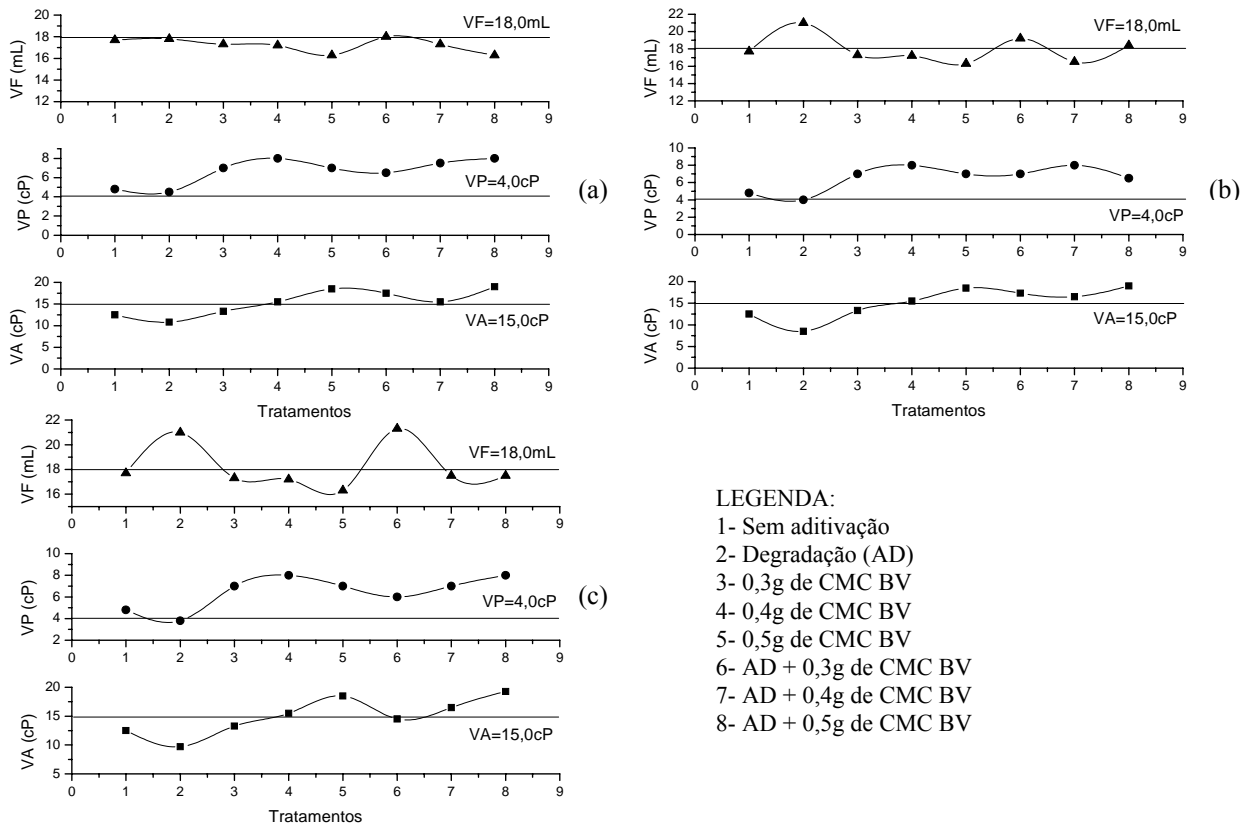 VF (mL)
18
16
14
12
VF=18,0mL
0 1 2 3 4 5 6 7 8 9
VP (cP)
8
6
4
2
0
VP=4,0cP
0 1 2 3 4 5 6 7 8 9
(a)
VA (cP)
20
15
10
5
0
VA=15,0cP
0 1 2 3 4 5 6 7 8 9
Tratamentos
VF (mL)
22
20
18
16
14
12
VF=18,0mL
0 1 2 3 4 5 6 7 8 9
VP (cP)
10
8
6
4
2
0
VP=4,0cP
0 1 2 3 4 5 6 7 8 9
(b)
VA (cP)
20
15
10
5
0
VA=15,0cP
0 1 2 3 4 5 6 7 8 9
Tratamentos
VF (mL)
22
20
18
16
VF=18,0mL
0 1 2 3 4 5 6 7 8 9
VP (cP)
10
8
6
4
2
VP=4,0cP
0 1 2 3 4 5 6 7 8 9
(c)
VA (cP)
20
15
10
5
VA=15,0cP
0 1 2 3 4 5 6 7 8 9
Tratamentos
LEGENDA:
1- Sem aditivação
2- Degradação (AD)
3- 0,3g de CMC BV
4- 0,4g de CMC BV
5- 0,5g de CMC BV
6- AD + 0,3g de CMC BV
7- AD + 0,4g de CMC BV
8- AD + 0,5g de CMC BV